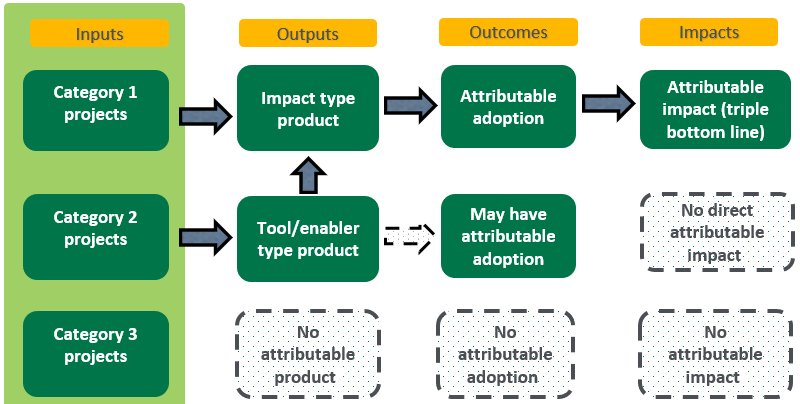 Inputs
Outputs
Outcomes
Impacts
Category 1
projects
Impact type
product
Attributable
adoption
Attributable
impact (triple
bottom line)
Category 2
projects
Tool/enabler
type product
May have
attributable
adoption
No direct
attributable
impact
Category 3
projects
No
attributable
product
No
attributable
adoption
No
attributable
impact